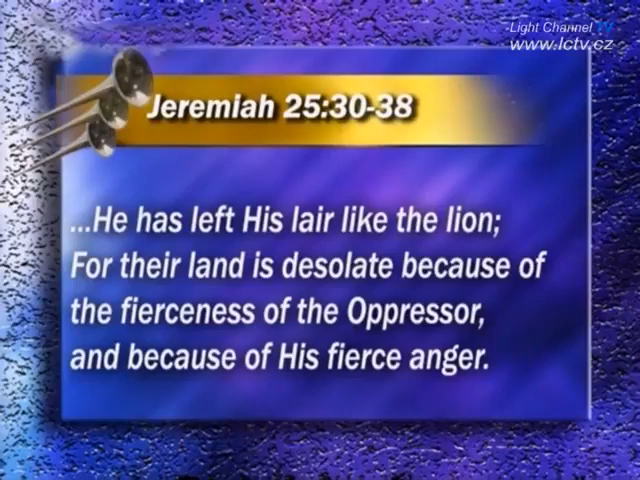 -Light Channel TV
www.lctv.cz
Jeremiah 25:30-38
...He has left His lair like the lion;
For their land is desolate because of
the fierceness of the Oppressor,
and because of His fierce anger.